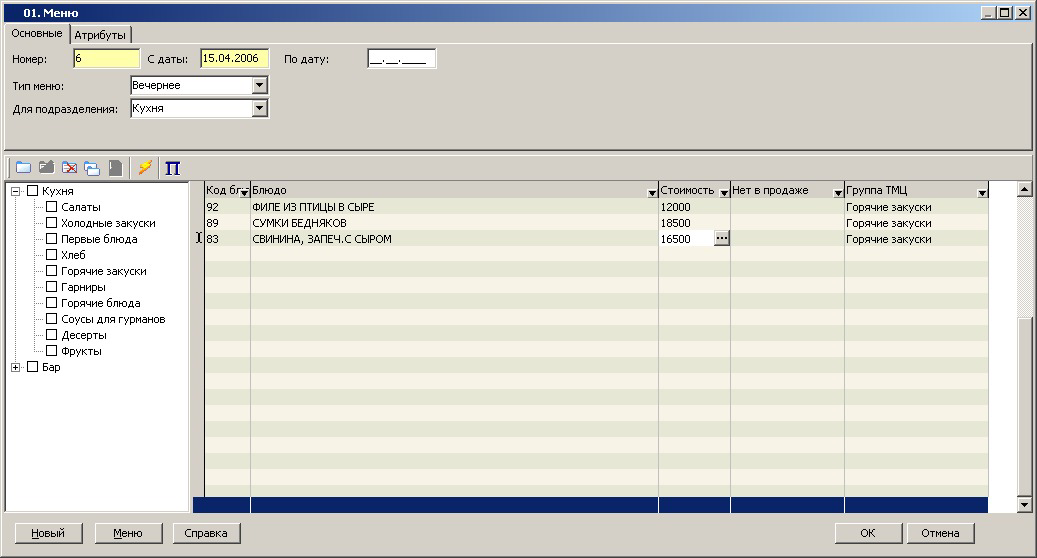 01. Меню
Основные Атрибуты
Номер: 6 С даты: 15.04.2006 По дату: __.__.____
Тип меню: Вечернее
Для подразделения: Кухня
П
Кухня
Салаты
Холодные закуски
Первые блюда
Хлеб
Горячие закуски
Гарниры
Горячие блюда
Соусы для гурманов
Десерты
Фрукты
Бар
Код блю Блюдо Стоимость Нет в продаже Группа ТМЦ
92 ФИЛЕ ИЗ ПТИЦЫ В СЫРЕ 12000 Горячие закуски
89 СУМКИ БЕДНЯКОВ 18500 Горячие закуски
83 СВИНИНА, ЗАПЕЧ.С СЫРОМ 16500 ... Горячие закуски
Новый Меню Справка ОК Отмена